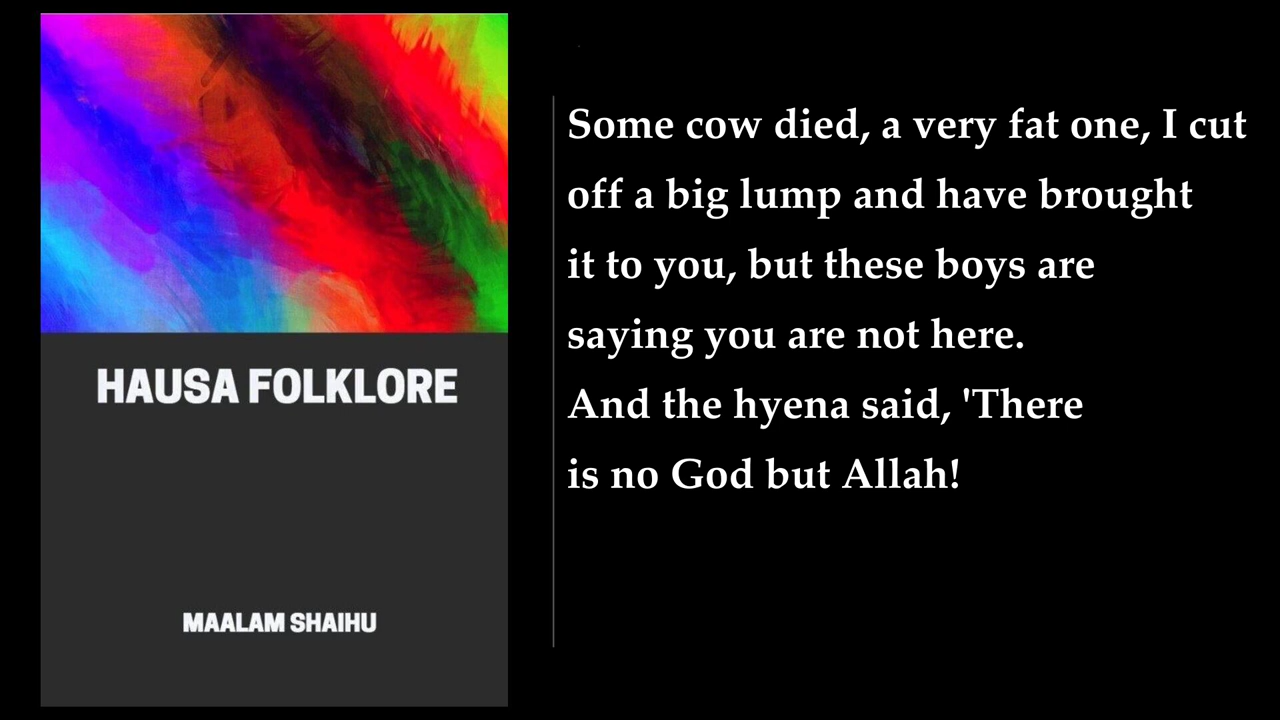 HAUSA FOLKLORE
MAALAM SHAIHU
Some cow died, a very fat one, I cut
off a big lump and have brought
it to you, but these boys are
saying you are not here.
And the hyena said, 'There
is no God but Allah!